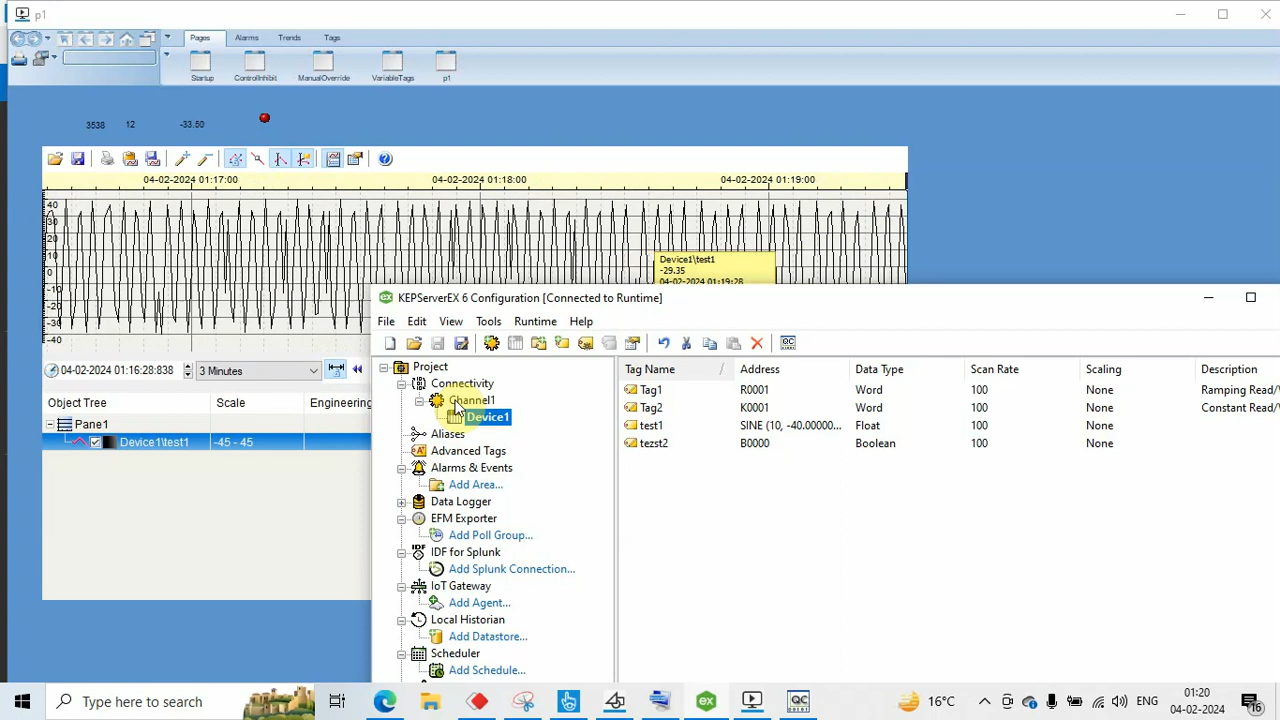 p1
Pages Alarms Trends Tags
Startup ControlInhibit ManualOverride VariableTags p1
3538 12 -33.50
04-02-2024 01:17:00 04-02-2024 01:18:00 04-02-2024 01:19:00
40
30
20
10
0
-10
-20
-30
-40
Device1\test1
-29.35
04-02-2024 01:19:28
04-02-2024 01:16:28:838 3 Minutes
Object Tree Scale Engineering
Pane1
Device1\test1 -45 - 45
KEPServerEX 6 Configuration [Connected to Runtime]
File Edit View Tools Runtime Help
Project
Connectivity
Channel1
Device1
Aliases
Advanced Tags
Alarms & Events
Add Area...
Data Logger
EFM Exporter
Add Poll Group...
IDF for Splunk
Add Splunk Connection...
IoT Gateway
Add Agent...
Local Historian
Add Datastore...
Scheduler
Add Schedule...
Tag Name Address Data Type Scan Rate Scaling Description
Tag1 R0001 Word 100 None Ramping Read/
Tag2 K0001 Word 100 None Constant Read/
test1 SINE (10, -40.0000... Float 100 None
tezst2 B0000 Boolean 100 None
Type here to search 16°C 01:20
04-02-2024 16